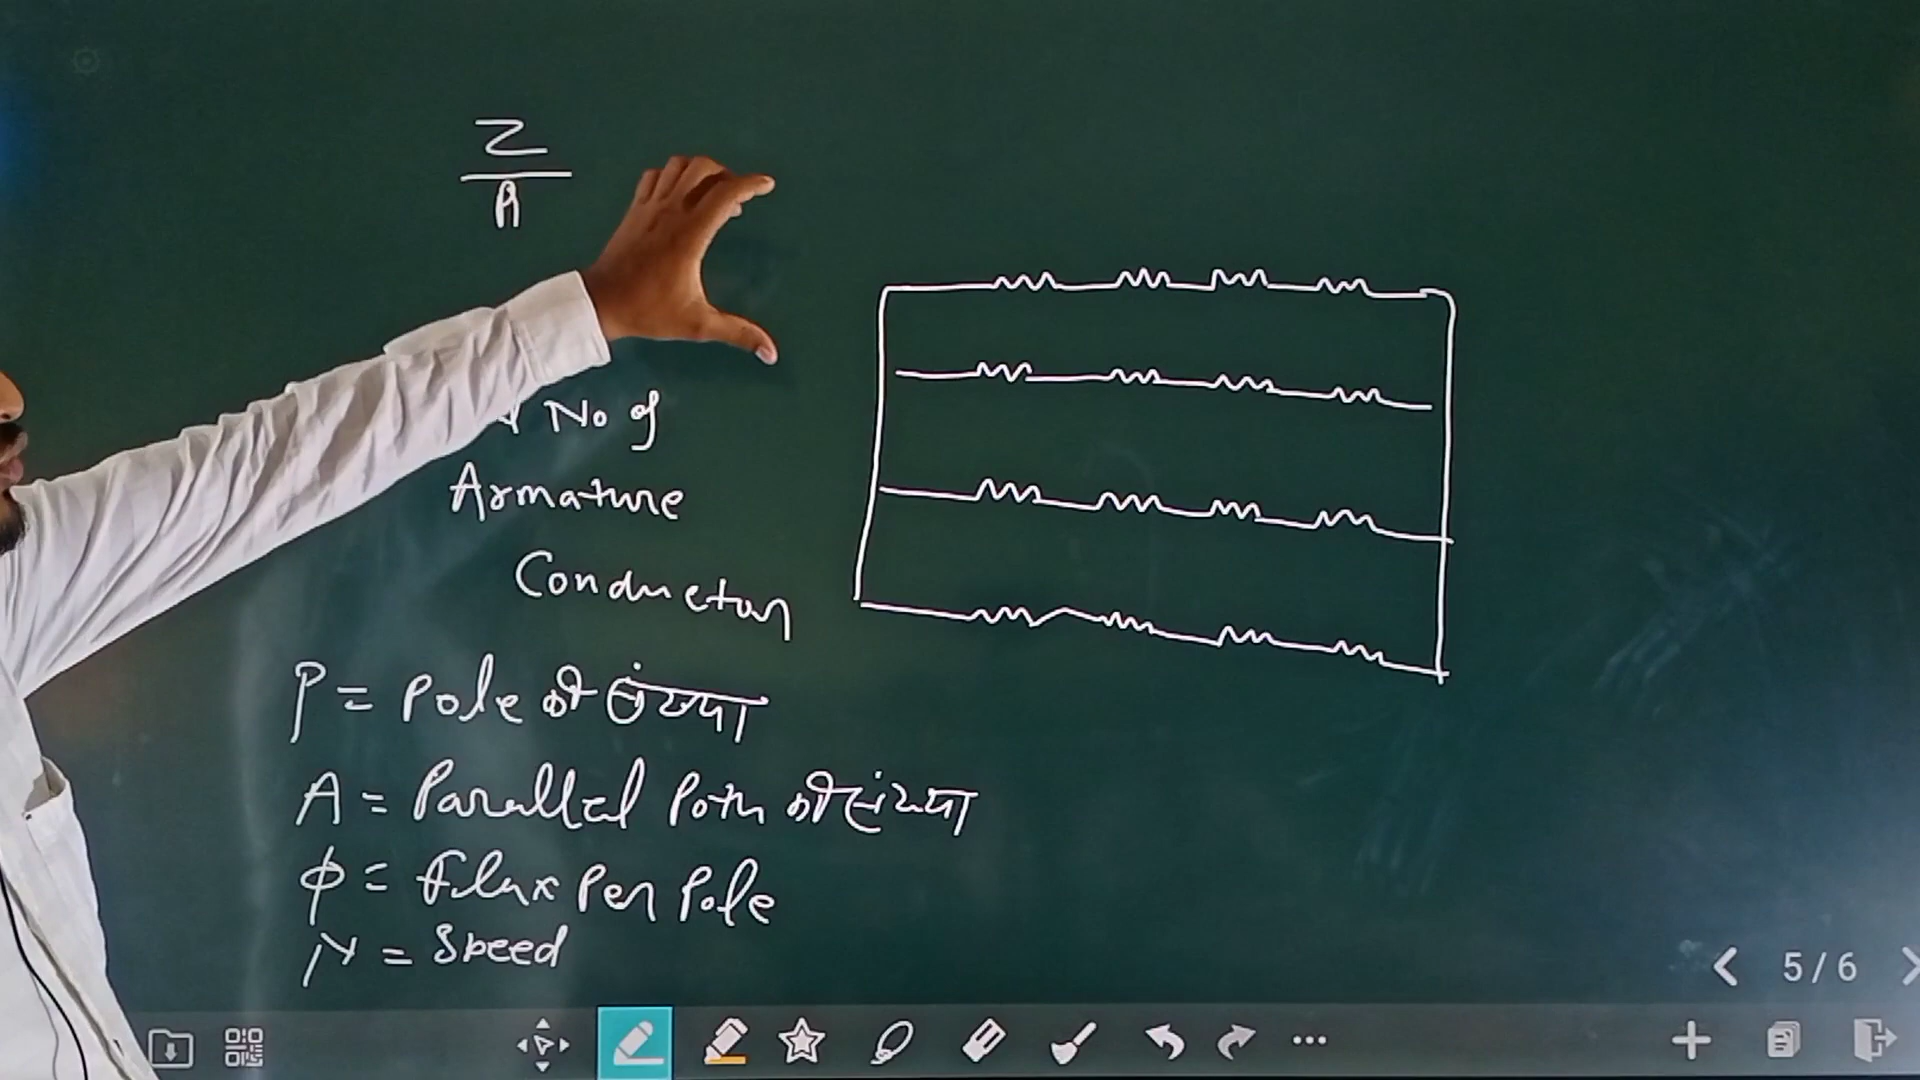 Z
A
No of
Armature
Conductor
P = Pole की संख्या
A = Parallel Path की संख्या
φ = Flux Per Pole
N = Speed
5 / 6